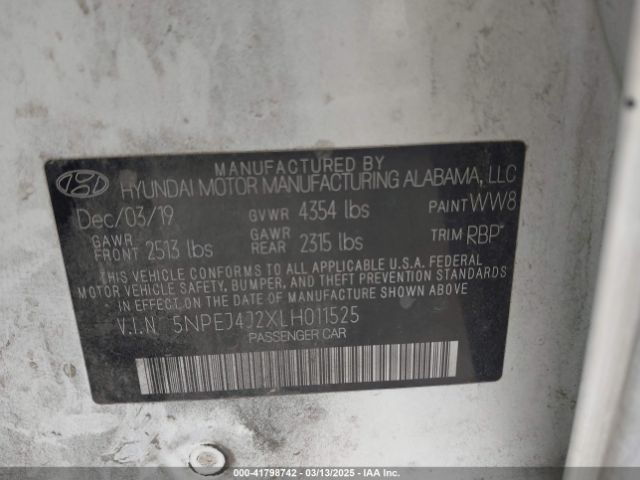 MANUFACTURED BY
HYUNDAI MOTOR MANUFACTURING ALABAMA, LLC
Dec/03/19 GVWR 4354 lbs PAINT WW8
GAWR FRONT 2513 lbs GAWR REAR 2315 lbs TRIM RBP
THIS VEHICLE CONFORMS TO ALL APPLICABLE U.S.A. FEDERAL
MOTOR VEHICLE SAFETY, BUMPER, AND THEFT PREVENTION STANDARDS
IN EFFECT ON THE DATE OF MANUFACTURE SHOWN ABOVE.
V.I.N 5NPEJ4J2XLH011525
PASSENGER CAR
000-41798742 - 03/13/2025 - IAA Inc.